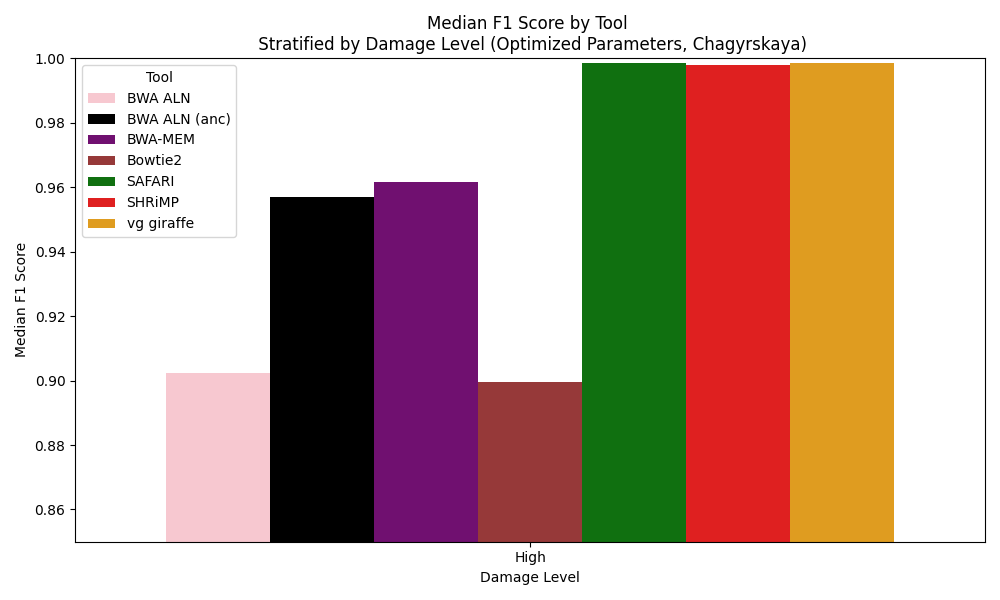 Median F1 Score by Tool
Stratified by Damage Level (Optimized Parameters, Chagyrskaya)
1.00
0.98
0.96
0.94
0.92
0.90
0.88
0.86
Median F1 Score
Tool
BWA ALN
BWA ALN (anc)
BWA-MEM
Bowtie2
SAFARI
SHRiMP
vg giraffe
High
Damage Level